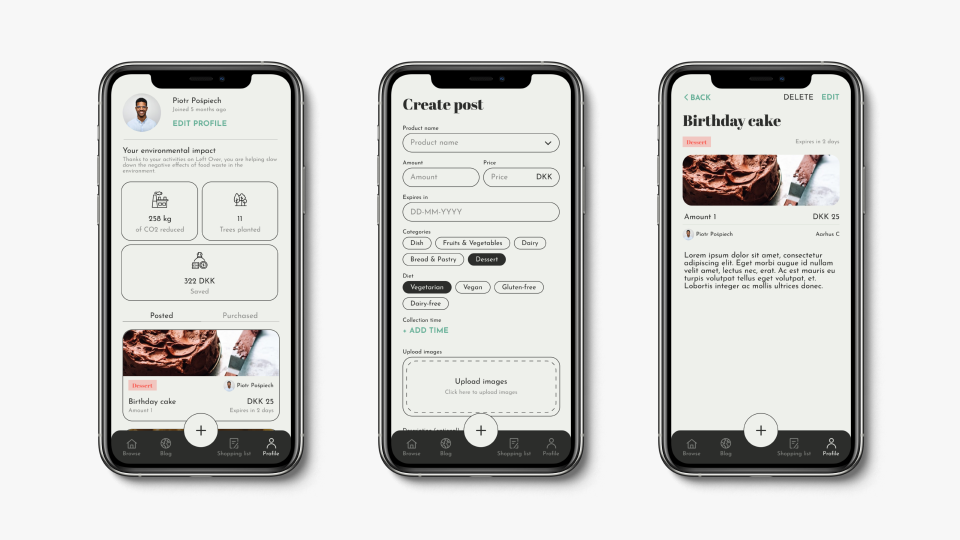 Piotr Pośpiech
Joined 5 months ago
EDIT PROFILE
Your environmental impact
Thanks to your activities on Left Over, you are helping slow
down the negative effects of food waste in the
environment
258 kg
of CO2 reduced
11
Trees planted
322 DKK
Saved
Posted
Purchased
Dessert
Piotr Pośpiech
Birthday cake
DKK 25
Amount 1
Expires in 2 days
+
Browse
Blog
Shopping list
Profile
Create post
Product name
Product name
Amount
Price
Amount
Price
DKK
Expires in
DD-MM-YYYY
Categories
Dish
Fruits & Vegetables
Dairy
Bread & Pastry
Dessert
Diet
Vegetarian
Vegan
Gluten-free
Dairy-free
Collection time
+ ADD TIME
Upload images
Upload images
Click here to upload images
Description (optional)
+
Browse
Blog
Shopping list
Profile
BACK
DELETE
EDIT
Birthday cake
Dessert
Expires in 2 days
Amount 1
DKK 25
Piotr Pośpiech
Aarhus C
Lorem ipsum dolor sit amet, consectetur
adipiscing elit. Eget morbi augue id nullam
velit amet, lectus nec, erat. Ac est mauris eu
turpis volutpat tellus eget volutpat, et.
Lobortis integer ac mollis ultrices donec.
+
Browse
Blog
Shopping list
Profile